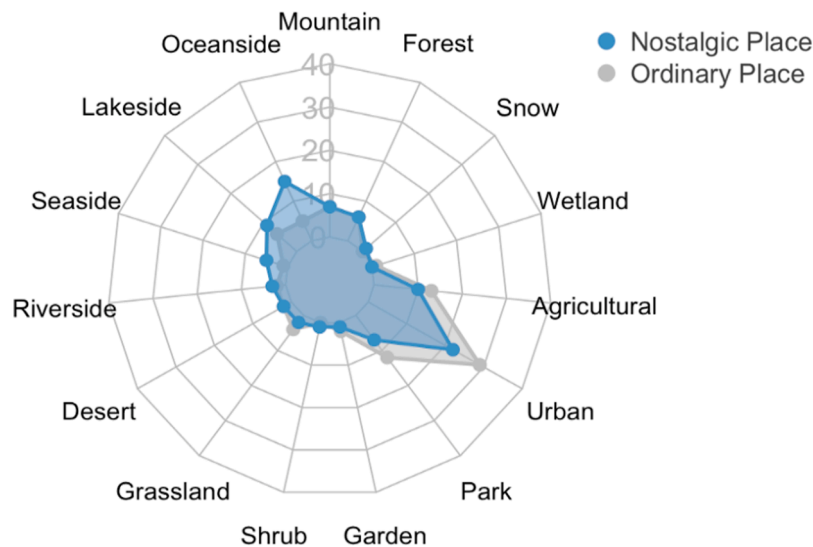 Mountain
Oceanside
Forest
Nostalgic Place
Ordinary Place
40
30
20
10
0
Lakeside
Snow
Seaside
Wetland
Riverside
Agricultural
Desert
Urban
Grassland
Park
Shrub
Garden